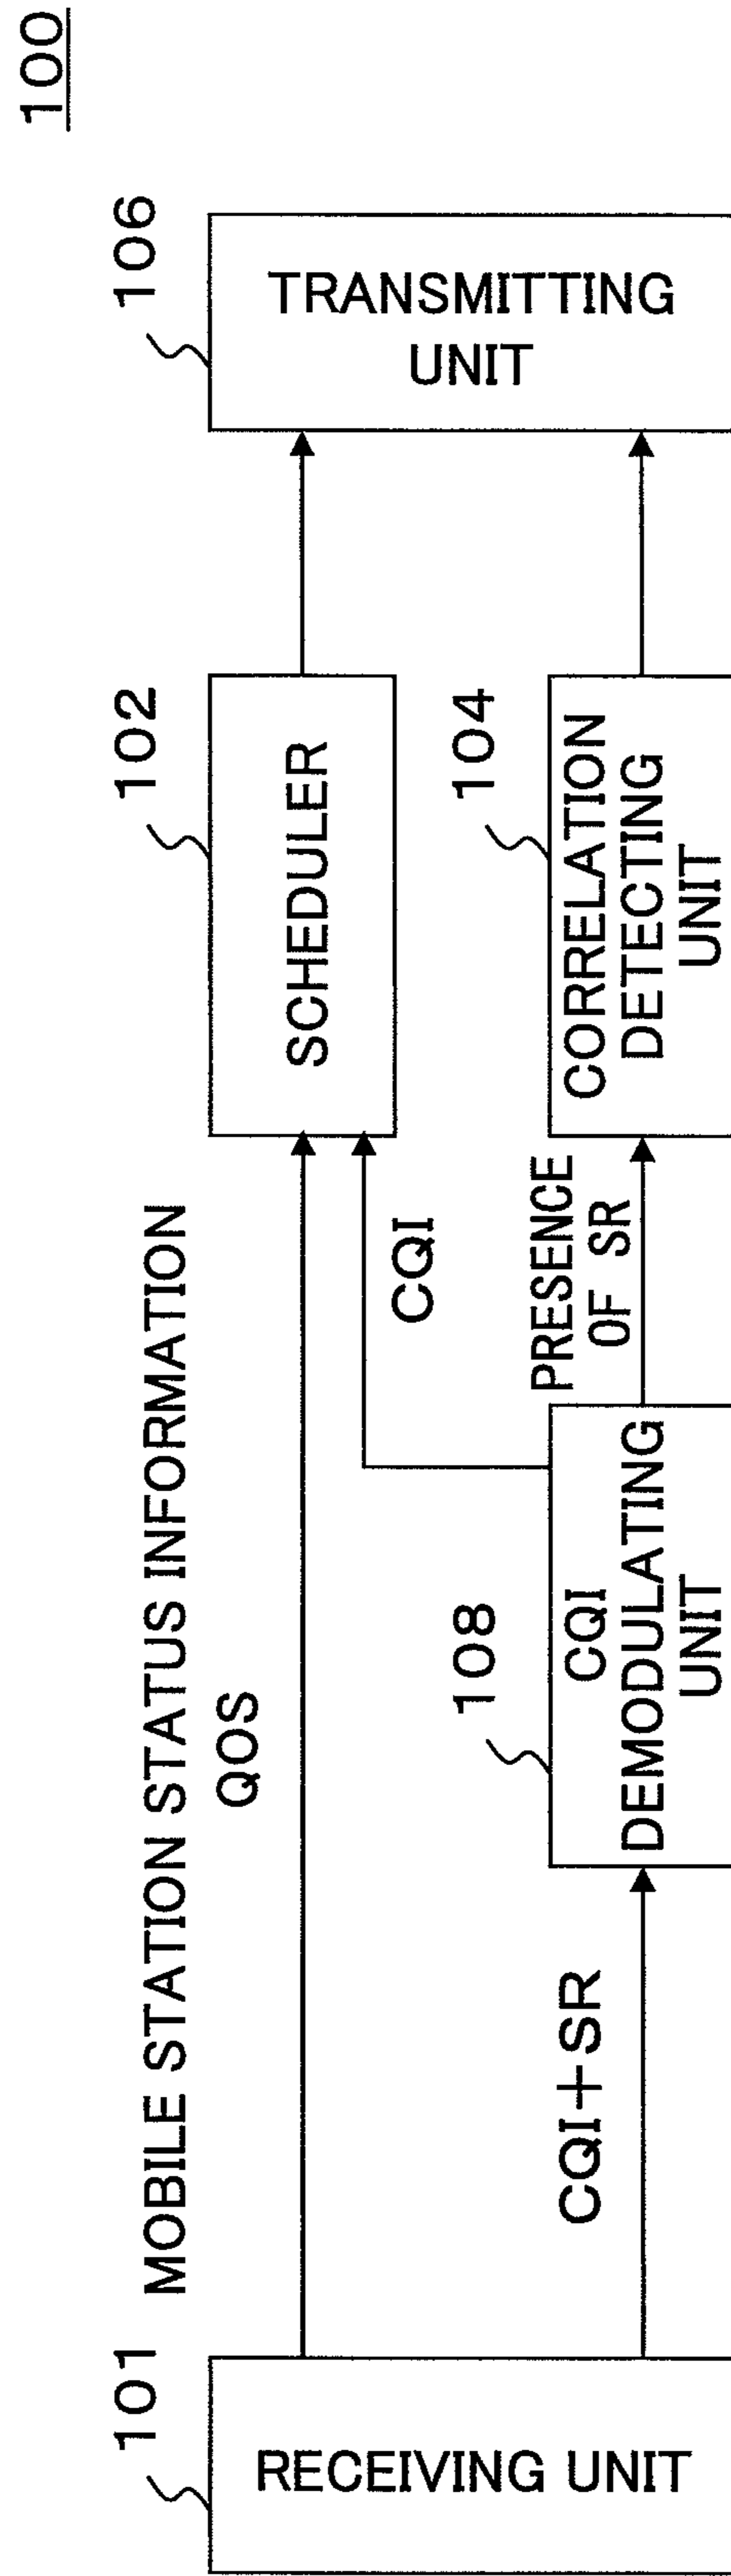 100
101
RECEIVING UNIT
MOBILE STATION STATUS INFORMATION
QOS
CQI+SR
108
CQI
DEMODULATING
UNIT
CQI
PRESENCE
OF SR
102
SCHEDULER
104
CORRELATION
DETECTING
UNIT
106
TRANSMITTING
UNIT